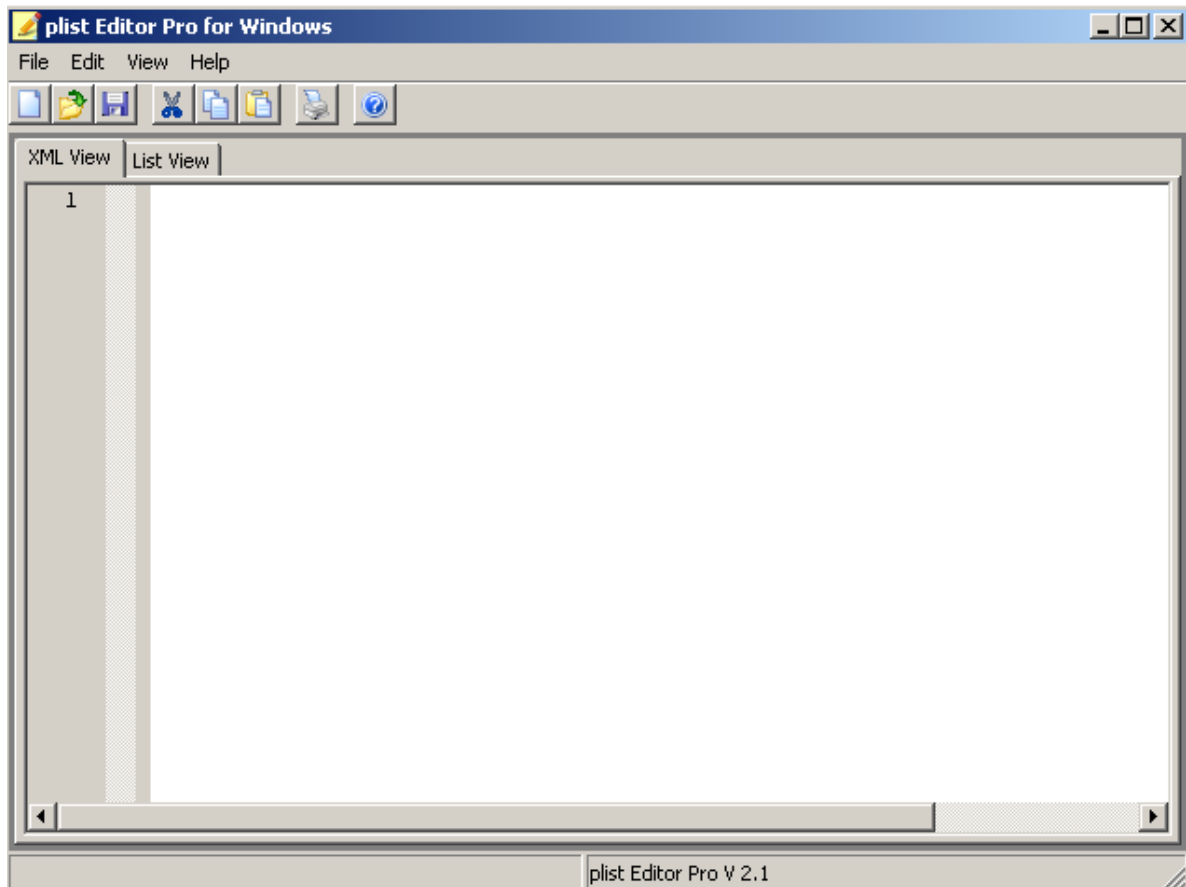 plist Editor Pro for Windows
File Edit View Help
XML View List View
1
plist Editor Pro V 2.1